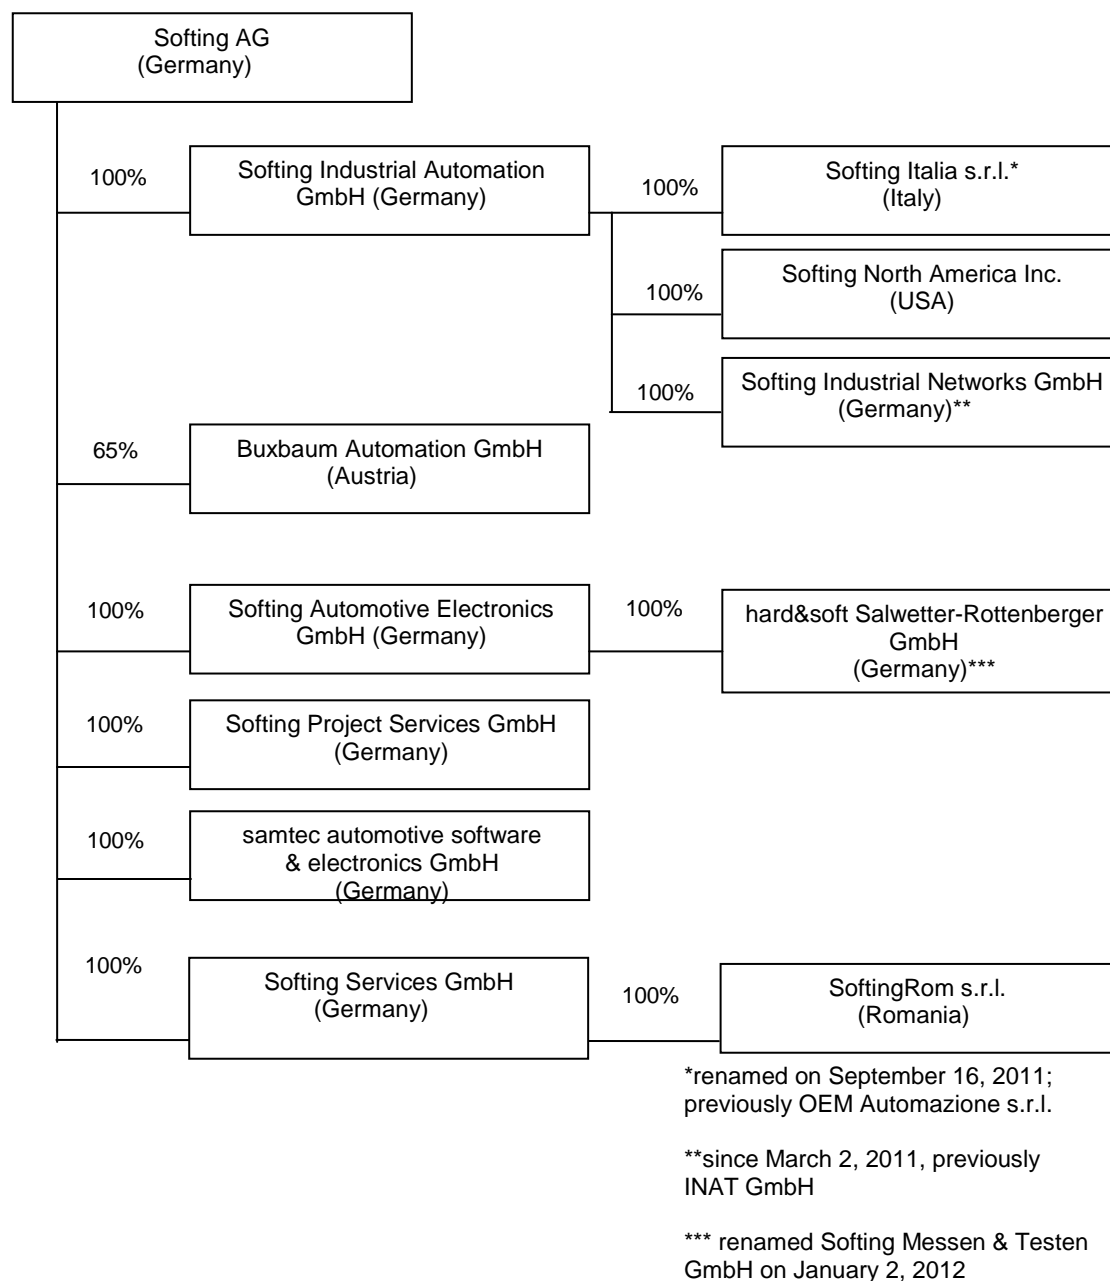 Softing AG
(Germany)
100%
Softing Industrial Automation
GmbH (Germany)
100%
Softing Italia s.r.l.*
(Italy)
100%
Softing North America Inc.
(USA)
100%
Softing Industrial Networks GmbH
(Germany)**
65%
Buxbaum Automation GmbH
(Austria)
100%
Softing Automotive Electronics
GmbH (Germany)
100%
hard&soft Salwetter-Rottenberger
GmbH
(Germany)***
100%
Softing Project Services GmbH
(Germany)
100%
samtec automotive software
& electronics GmbH
(Germany)
100%
Softing Services GmbH
(Germany)
100%
SoftingRom s.r.l.
(Romania)
*renamed on September 16, 2011;
previously OEM Automazione s.r.l.
**since March 2, 2011, previously
INAT GmbH
*** renamed Softing Messen & Testen
GmbH on January 2, 2012